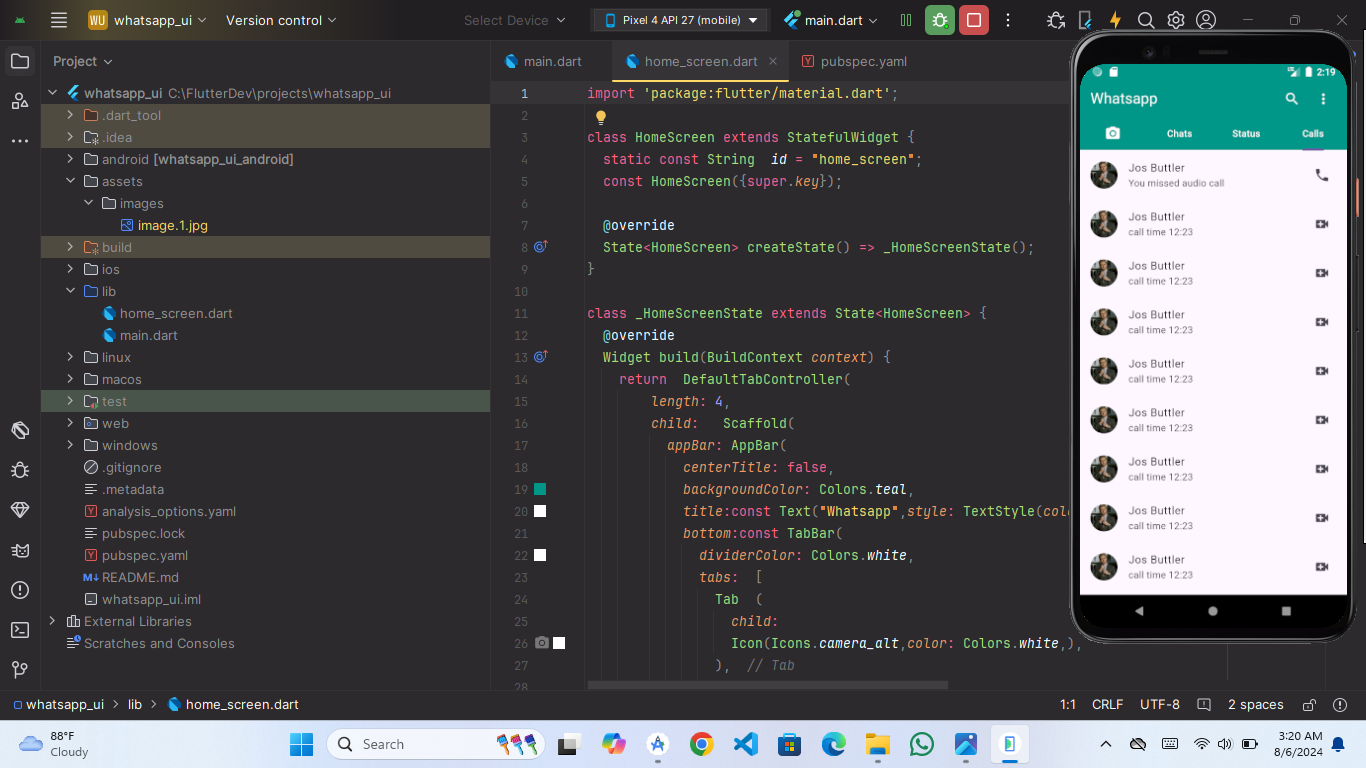 WU whatsapp_ui Version control Select Device Pixel 4 API 27 (mobile) main.dart
Project
whatsapp_ui C:\FlutterDev\projects\whatsapp_ui
.dart_tool
.idea
android [whatsapp_ui_android]
assets
images
image.1.jpg
build
ios
lib
home_screen.dart
main.dart
linux
macos
test
web
windows
.gitignore
.metadata
analysis_options.yaml
pubspec.lock
pubspec.yaml
M↓ README.md
whatsapp_ui.iml
External Libraries
Scratches and Consoles
main.dart home_screen.dart pubspec.yaml
1 import 'package:flutter/material.dart';
2
3 class HomeScreen extends StatefulWidget {
4 static const String id = "home_screen";
5 const HomeScreen({super.key});
6
7 @override
8 State<HomeScreen> createState() => _HomeScreenState();
9 }
10
11 class _HomeScreenState extends State<HomeScreen> {
12 @override
13 Widget build(BuildContext context) {
14 return DefaultTabController(
15 length: 4,
16 child: Scaffold(
17 appBar: AppBar(
18 centerTitle: false,
19 backgroundColor: Colors.teal,
20 title:const Text("Whatsapp",style: TextStyle(col
21 bottom:const TabBar(
22 dividerColor: Colors.white,
23 tabs: [
24 Tab (
25 child:
26 Icon(Icons.camera_alt,color: Colors.white,),
27 ), // Tab
28
2:19
Whatsapp
Chats Status Calls
Jos Buttler
You missed audio call
Jos Buttler
call time 12:23
Jos Buttler
call time 12:23
Jos Buttler
call time 12:23
Jos Buttler
call time 12:23
Jos Buttler
call time 12:23
Jos Buttler
call time 12:23
Jos Buttler
call time 12:23
Jos Buttler
call time 12:23
whatsapp_ui > lib > home_screen.dart 1:1 CRLF UTF-8 2 spaces
88°F
Cloudy
Search
3:20 AM
8/6/2024